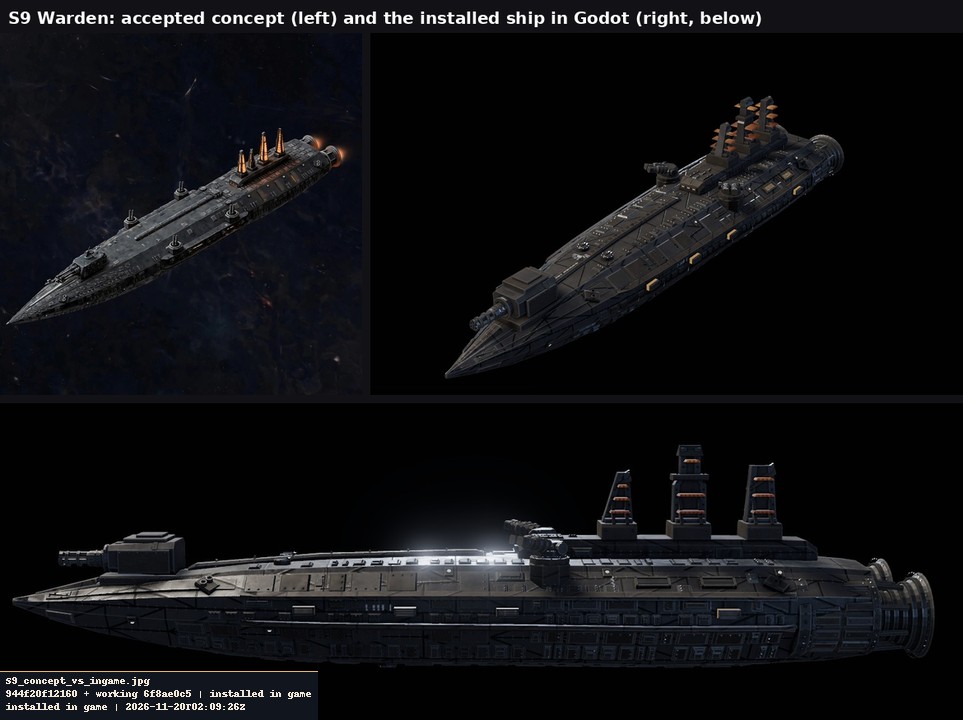 S9 Warden: accepted concept (left) and the installed ship in Godot (right, below)
S9_concept_vs_ingame.jpg
944f20f12160 + working 6f8ae0c5 | installed in game
installed in game | 2026-11-20T02:09:26Z